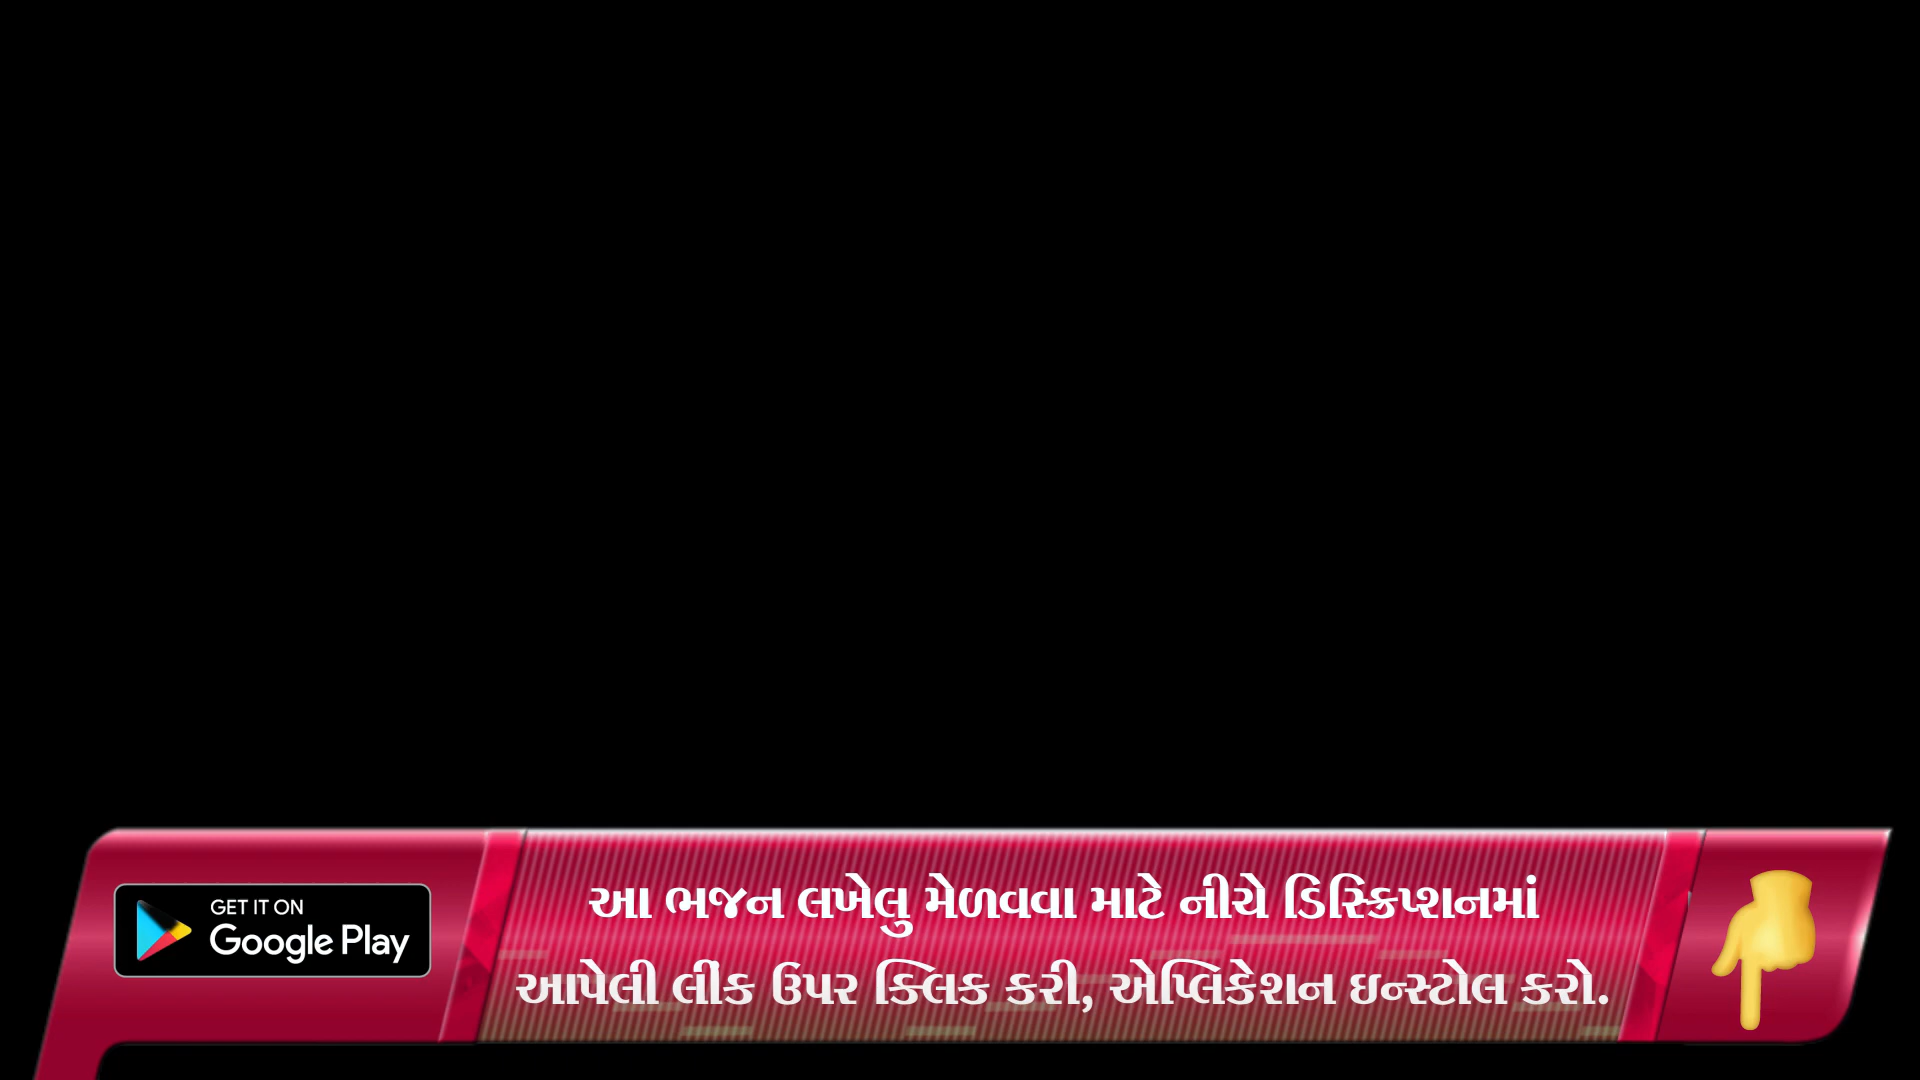 GET IT ON
Google Play
આ ભજન લખેલુ મેળવવા માટે નીચે ડિસ્ક્રિપ્શનમાં
આપેલી લીંક ઉપર ક્લિક કરી, એપ્લિકેશન ઇન્સ્ટોલ કરો.